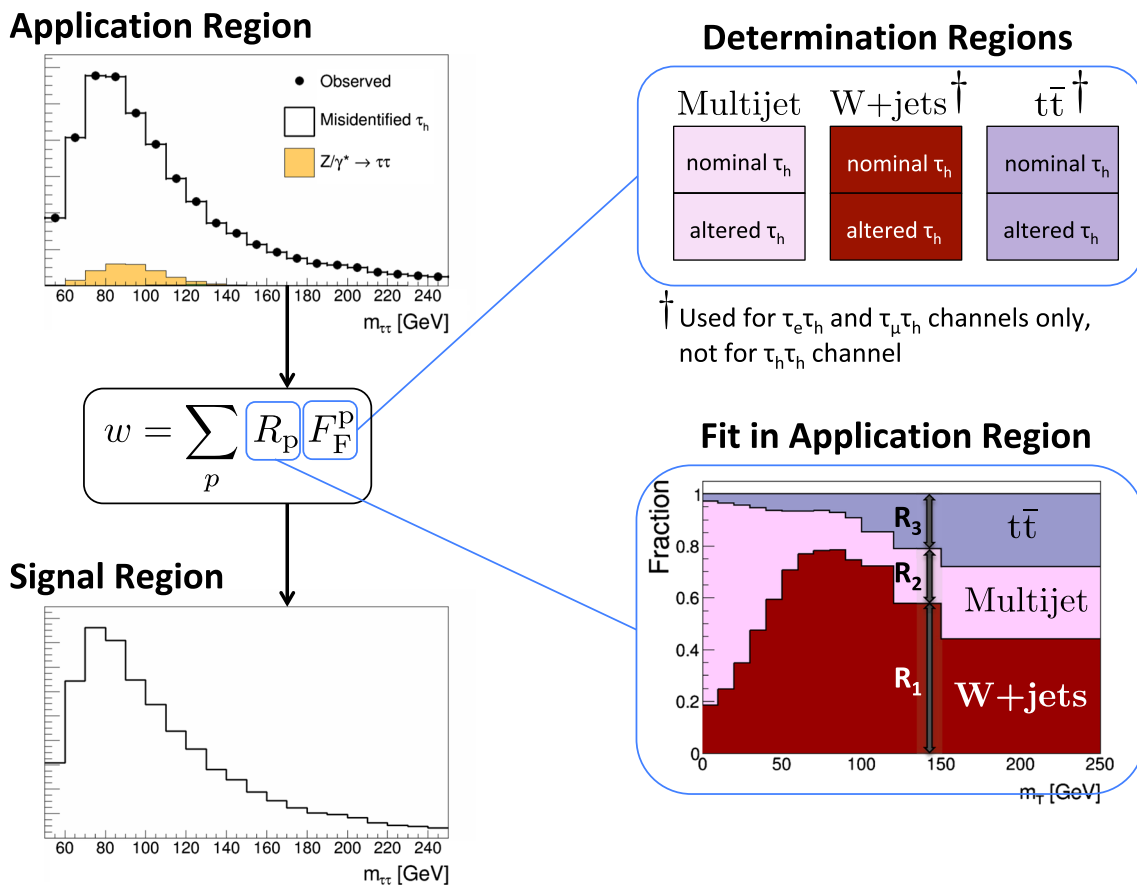 Application Region
Observed
Misidentified τh
Z/γ* → ττ
60 80 100 120 140 160 180 200 220 240
mττ [GeV]
w = ∑p Rp FFp
Signal Region
60 80 100 120 140 160 180 200 220 240
mττ [GeV]
Determination Regions
Multijet W+jets† tt̄†
nominal τh nominal τh nominal τh
altered τh altered τh altered τh
† Used for τeτh and τμτh channels only,
not for τhτh channel
Fit in Application Region
Fraction
1
0.8
0.6
0.4
0.2
0
R3
R2
R1
tt̄
Multijet
W+jets
0 50 100 150 200 250
mT [GeV]